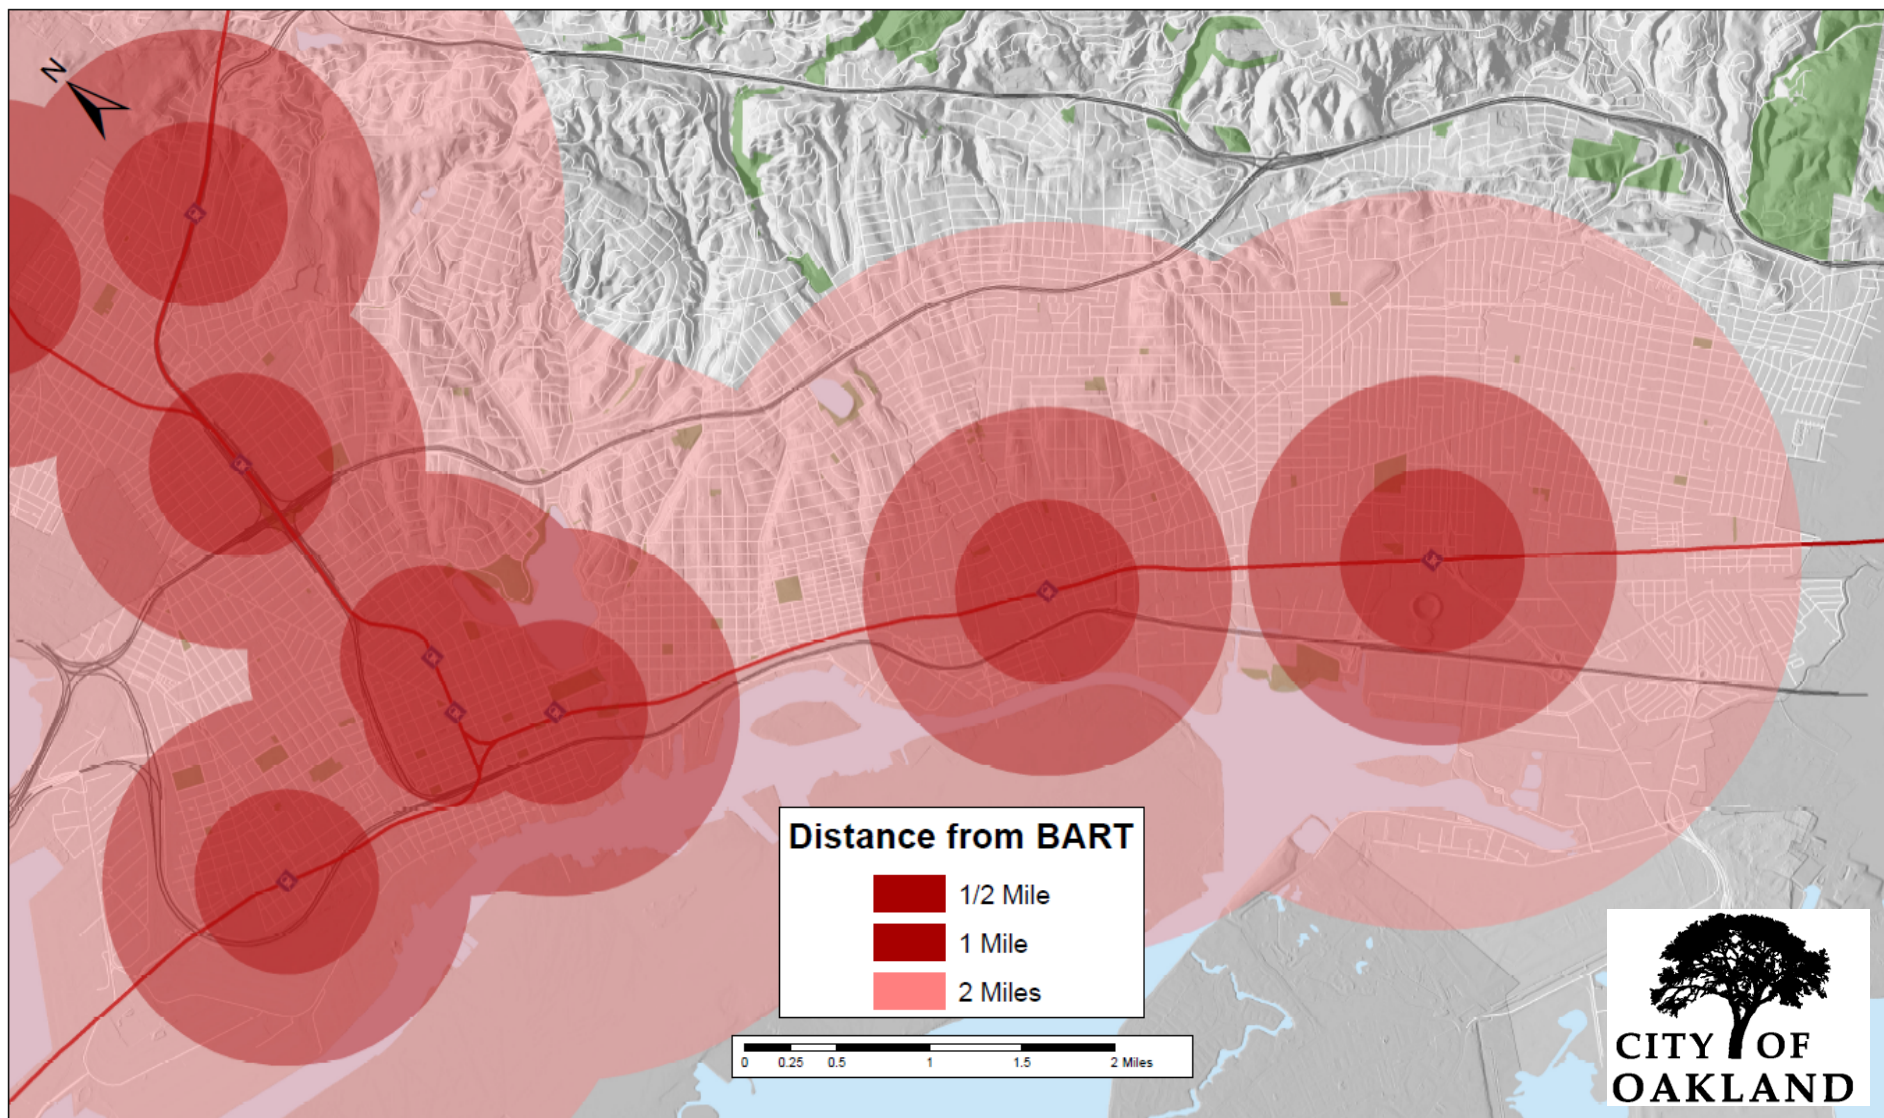 N
Distance from BART
1/2 Mile
1 Mile
2 Miles
0 0.25 0.5 1 1.5 2 Miles
CITY OF
OAKLAND